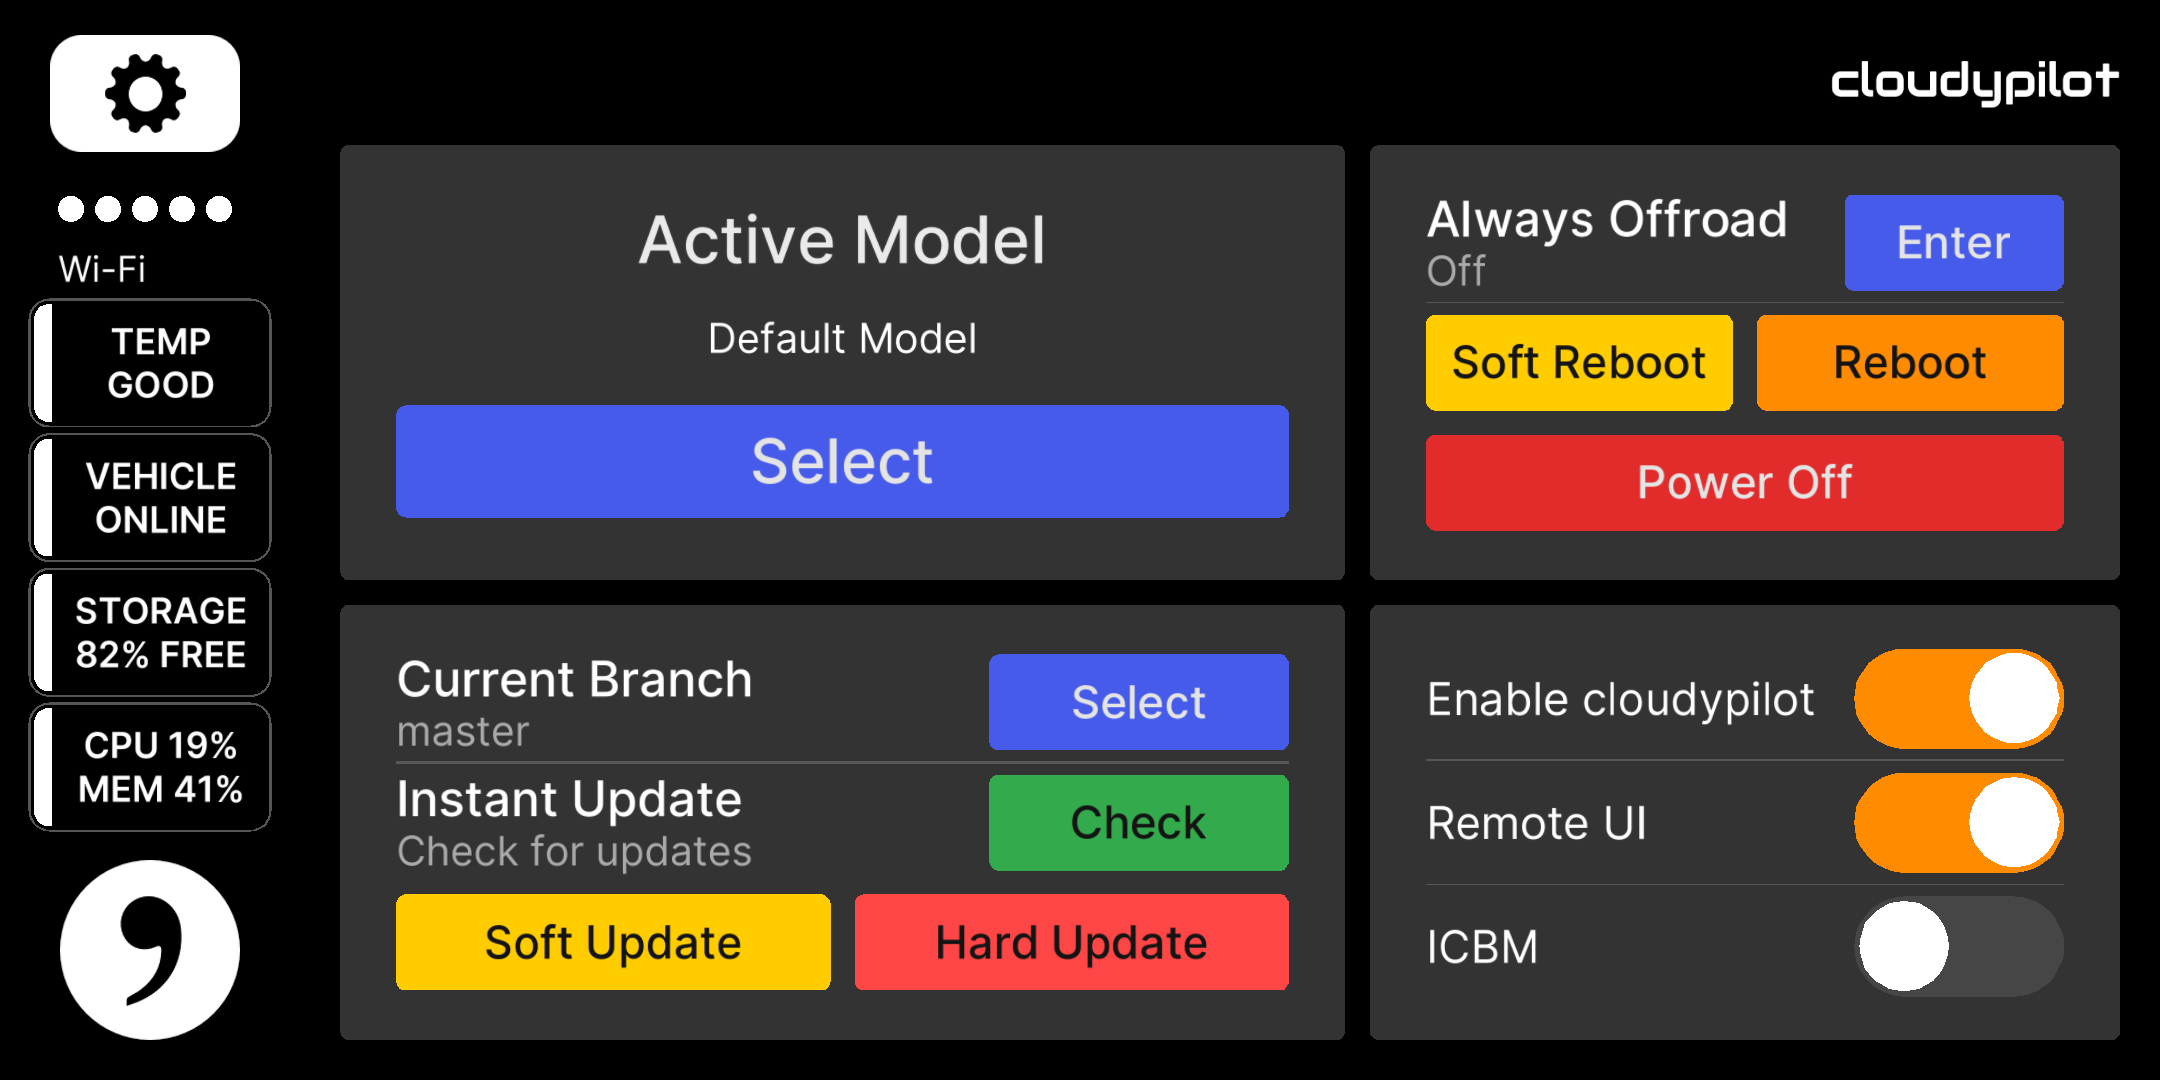 cloudypilot
Wi-Fi
TEMP
GOOD
VEHICLE
ONLINE
STORAGE
82% FREE
CPU 19%
MEM 41%
Active Model
Default Model
Select
Always Offroad
Off
Enter
Soft Reboot
Reboot
Power Off
Current Branch
master
Select
Instant Update
Check for updates
Check
Soft Update
Hard Update
Enable cloudypilot
Remote UI
ICBM